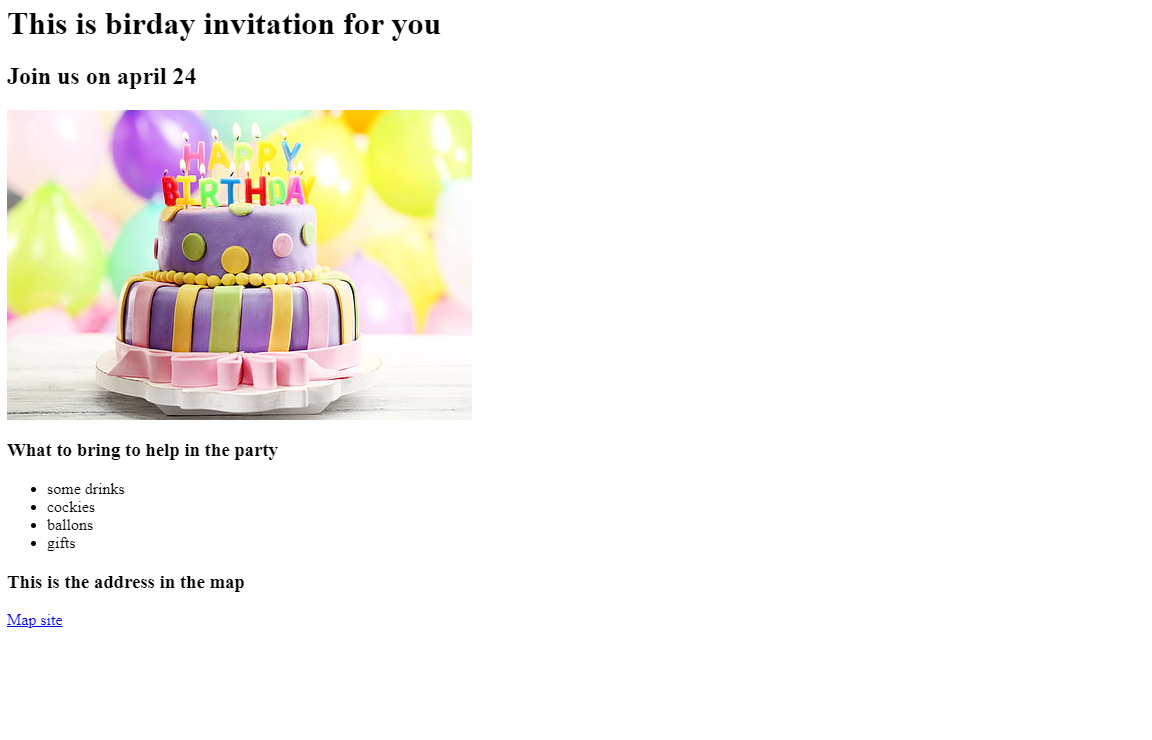 This is birday invitation for you
Join us on april 24
HAPPY
BIRTHDAY
What to bring to help in the party
some drinks
cockies
ballons
gifts
This is the address in the map
Map site